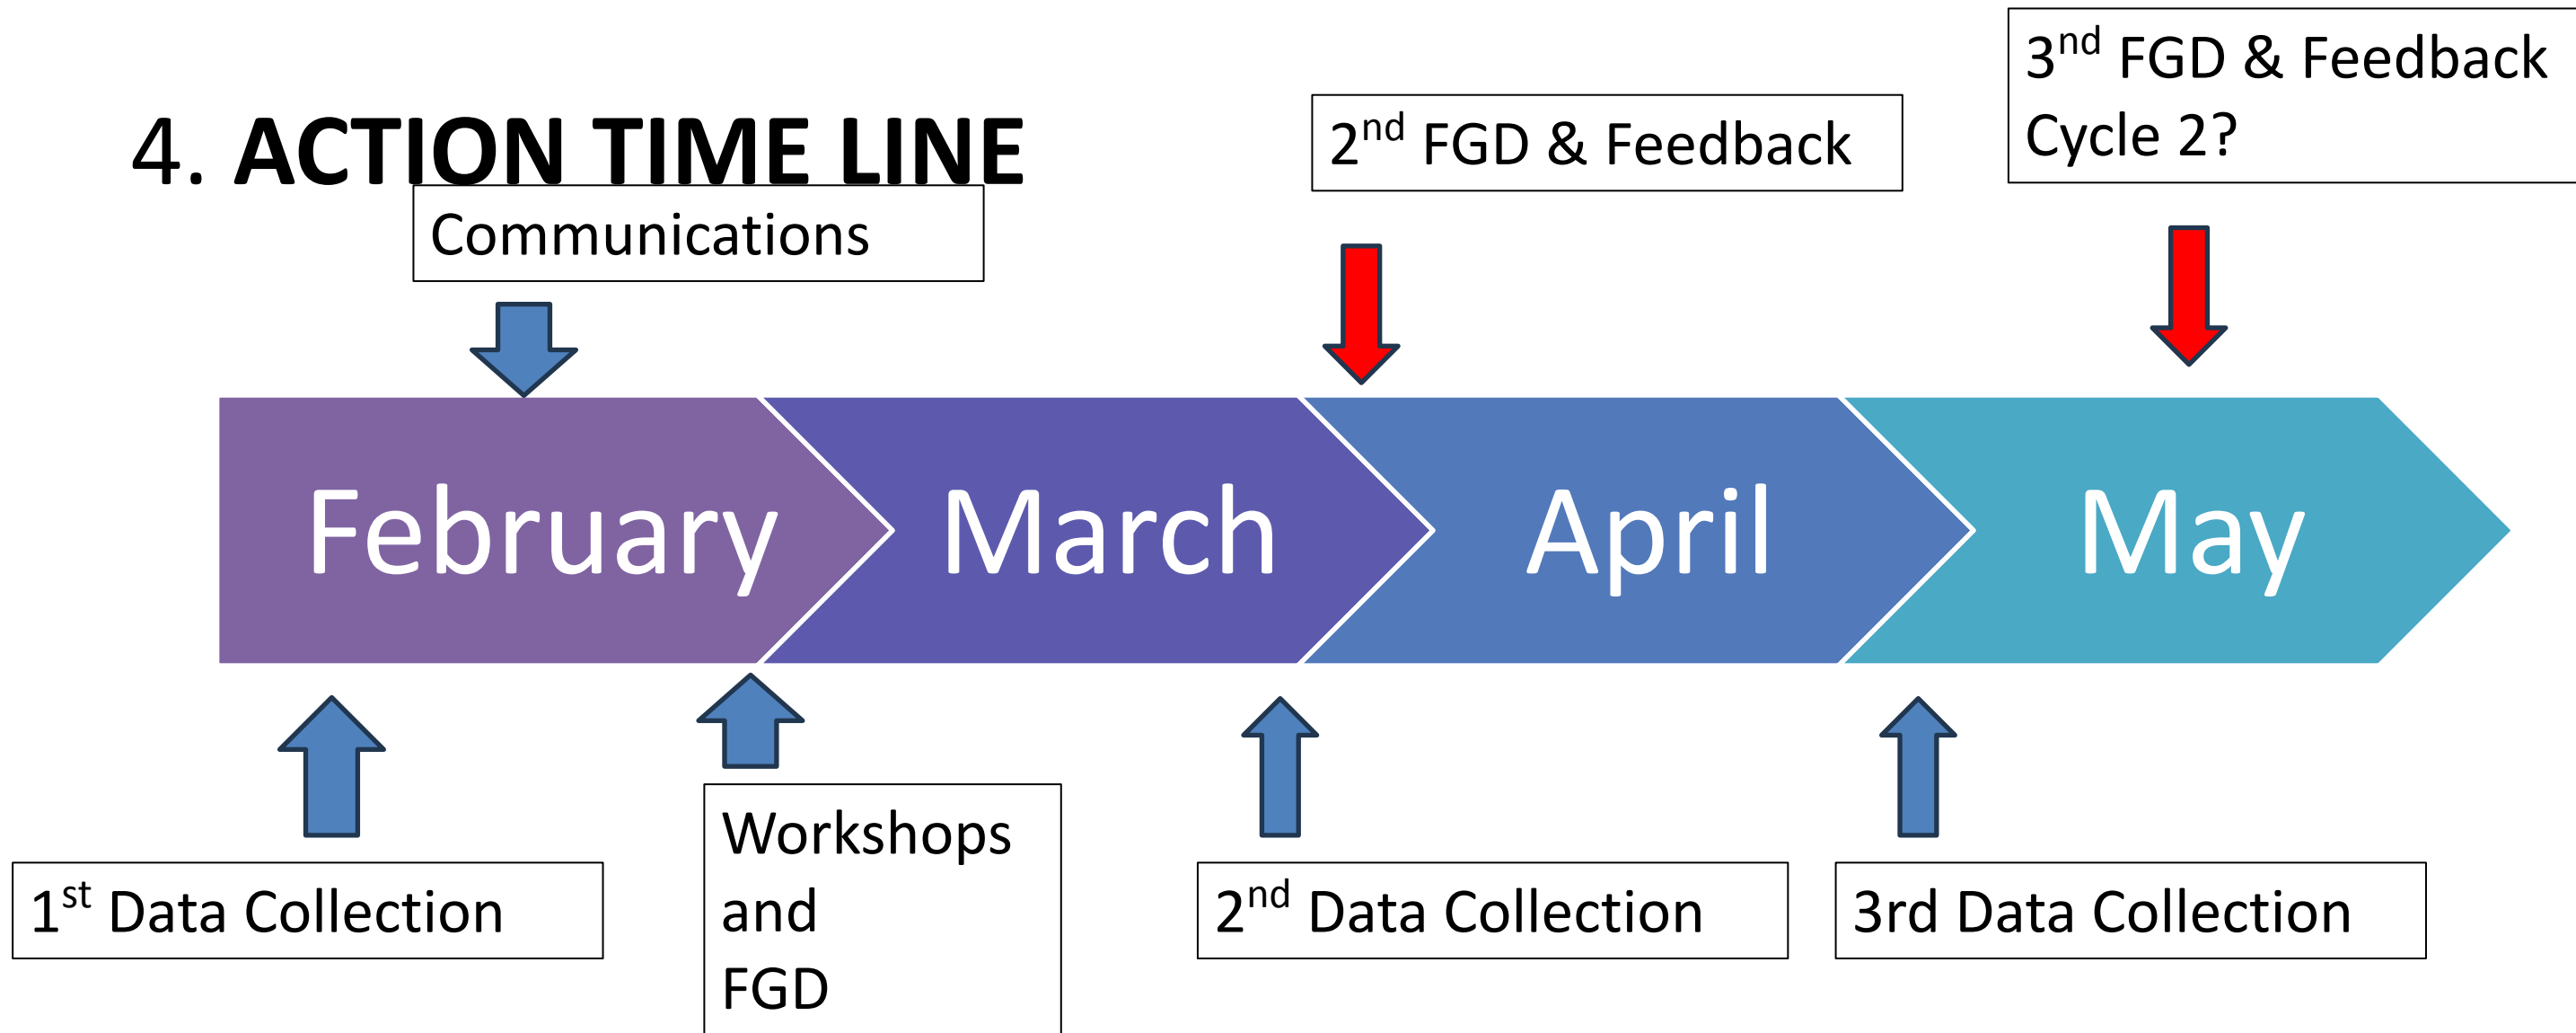 4. ACTION TIME LINE
Communications
2nd FGD & Feedback
3nd FGD & Feedback
Cycle 2?
February
March
April
May
1st Data Collection
Workshops
and
FGD
2nd Data Collection
3rd Data Collection